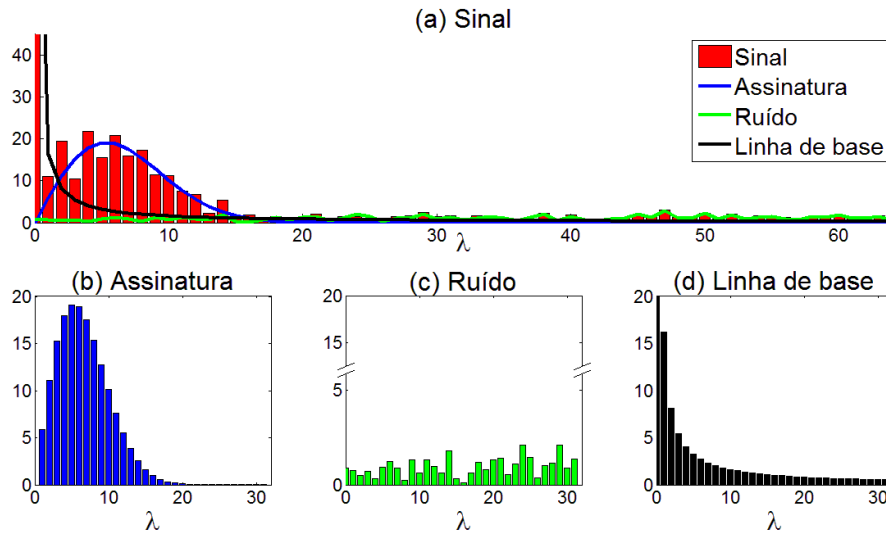 (a) Sinal
40
30
20
10
0
0 10 20 30 40 50 60
λ
Sinal
Assinatura
Ruído
Linha de base
(b) Assinatura
20
15
10
5
0
0 10 20 30
λ
(c) Ruído
20
15
5
0
0 10 20 30
λ
(d) Linha de base
20
15
10
5
0
0 10 20 30
λ